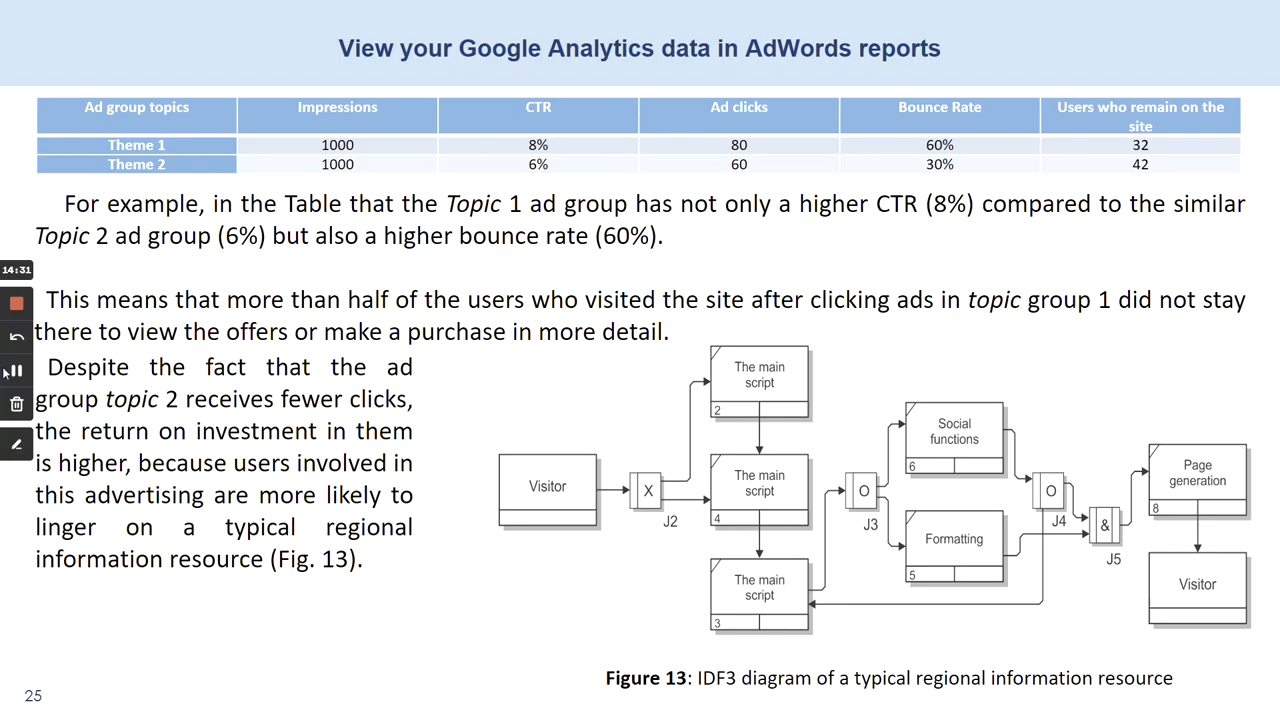 View your Google Analytics data in AdWords reports
Ad group topics Impressions CTR Ad clicks Bounce Rate Users who remain on the
site
Theme 1 1000 8% 80 60% 32
Theme 2 1000 6% 60 30% 42
For example, in the Table that the Topic 1 ad group has not only a higher CTR (8%) compared to the similar
Topic 2 ad group (6%) but also a higher bounce rate (60%).
14:31
This means that more than half of the users who visited the site after clicking ads in topic group 1 did not stay
there to view the offers or make a purchase in more detail.
Despite the fact that the ad
group topic 2 receives fewer clicks,
the return on investment in them
is higher, because users involved in
this advertising are more likely to
linger on a typical regional
information resource (Fig. 13).
The main
script
2
Visitor
X
J2
The main
script
4
The main
script
3
O
J3
Social
functions
6
Formatting
5
O
J4
&
J5
Page
generation
8
Visitor
Figure 13: IDF3 diagram of a typical regional information resource
25